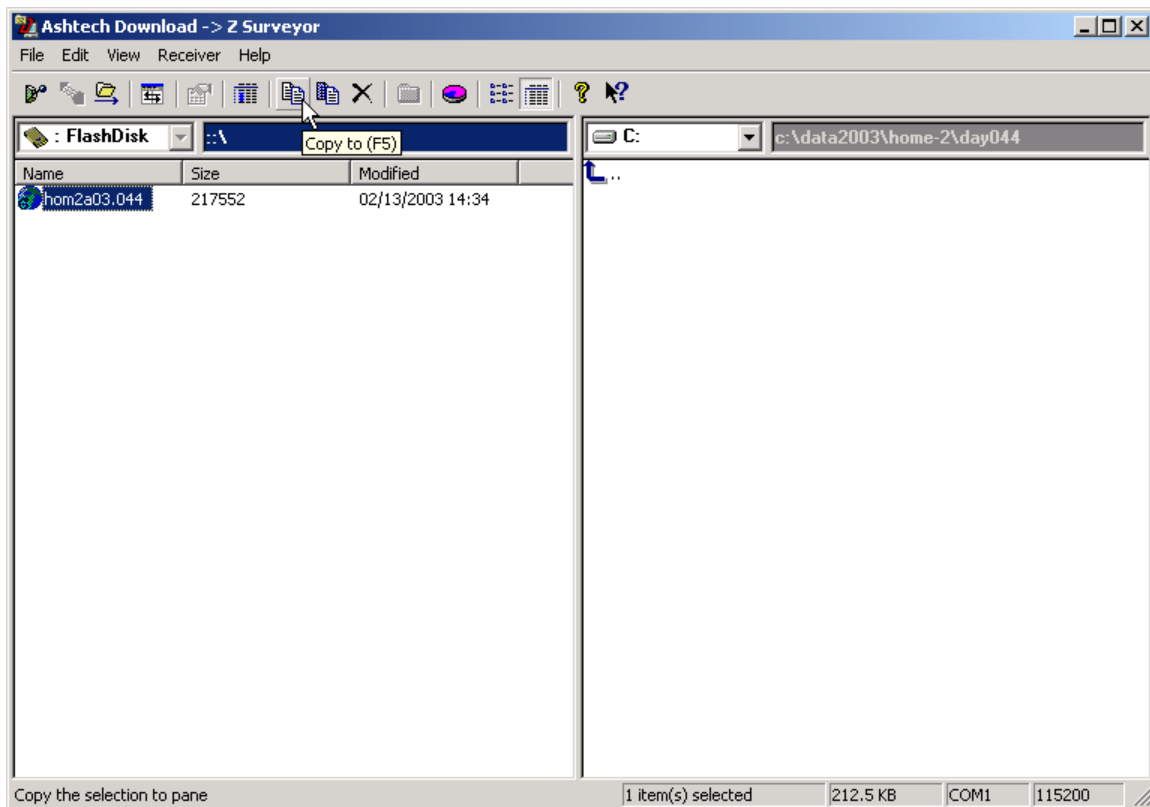 Ashtech Download -> Z Surveyor
File Edit View Receiver Help
: FlashDisk ::\ C: c:\data2003\home-2\day044
Copy to (F5)
Name Size Modified ..
hom2a03.044 217552 02/13/2003 14:34
Copy the selection to pane 1 item(s) selected 212.5 KB COM1 115200